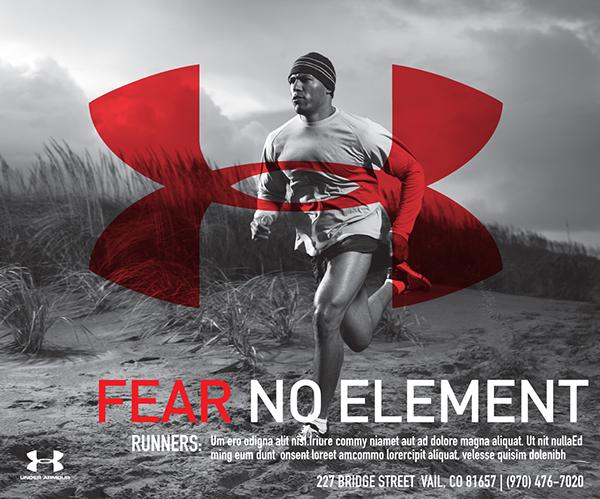 FEAR NO ELEMENT
RUNNERS: Um ero odigna alit nisl.Iriure commy niamet aut ad dolore magna aliquat. Ut nit nullaEd
ming eum dunt onsent loreet amcommo lorercipit aliquat, velesse quisim dolenibh
UNDER ARMOUR
227 BRIDGE STREET VAIL, CO 81657 | (970) 476-7020